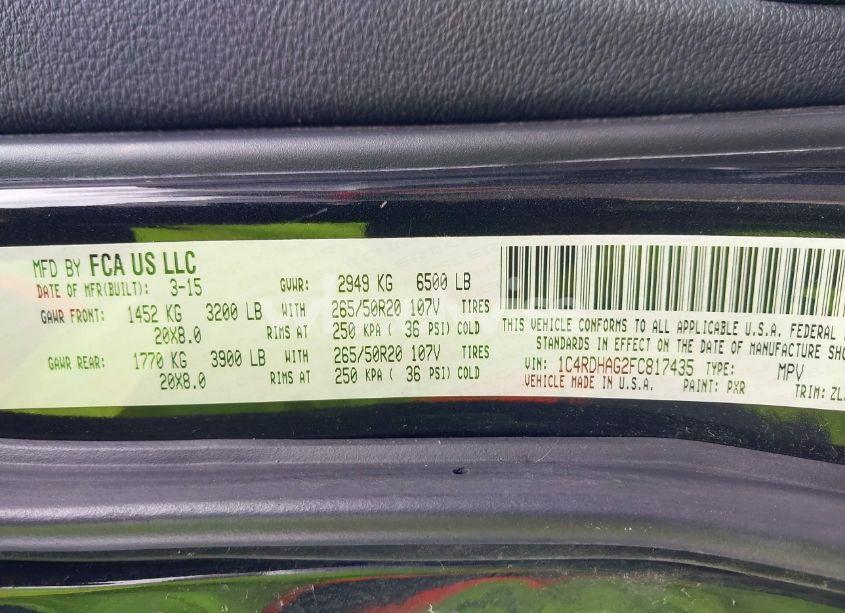 MFD BY FCA US LLC
DATE OF MFR(BUILT): 3-15 GVWR: 2949 KG 6500 LB
GAWR FRONT: 1452 KG 3200 LB WITH 265/50R20 107V TIRES
20X8.0 RIMS AT 250 KPA ( 36 PSI) COLD
GAWR REAR: 1770 KG 3900 LB WITH 265/50R20 107V TIRES
20X8.0 RIMS AT 250 KPA ( 36 PSI) COLD
THIS VEHICLE CONFORMS TO ALL APPLICABLE U.S.A. FEDERAL
STANDARDS IN EFFECT ON THE DATE OF MANUFACTURE SHO
VIN: 1C4RDHAG2FC817435 TYPE: MPV
VEHICLE MADE IN U.S.A. PAINT: PXR TRIM: ZL